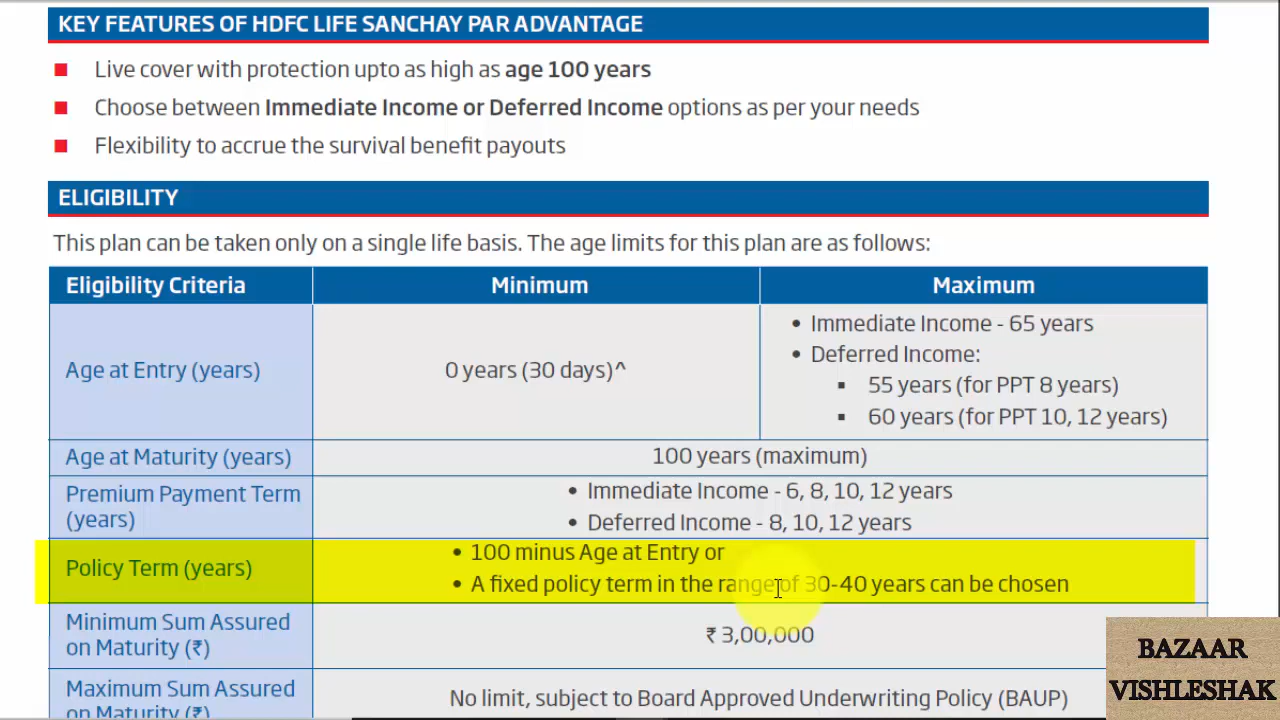 KEY FEATURES OF HDFC LIFE SANCHAY PAR ADVANTAGE
Live cover with protection upto as high as age 100 years
Choose between Immediate Income or Deferred Income options as per your needs
Flexibility to accrue the survival benefit payouts
ELIGIBILITY
This plan can be taken only on a single life basis. The age limits for this plan are as follows:
Eligibility Criteria Minimum Maximum
Age at Entry (years)
0 years (30 days)^
• Immediate Income - 65 years
• Deferred Income:
▪ 55 years (for PPT 8 years)
▪ 60 years (for PPT 10, 12 years)
Age at Maturity (years) 100 years (maximum)
Premium Payment Term
(years)
• Immediate Income - 6, 8, 10, 12 years
• Deferred Income - 8, 10, 12 years
Policy Term (years)
• 100 minus Age at Entry or
• A fixed policy term in the range of 30-40 years can be chosen
Minimum Sum Assured
on Maturity (₹)
₹ 3,00,000
Maximum Sum Assured
on Maturity (₹)
No limit, subject to Board Approved Underwriting Policy (BAUP)
BAZAAR
VISHLESHAK